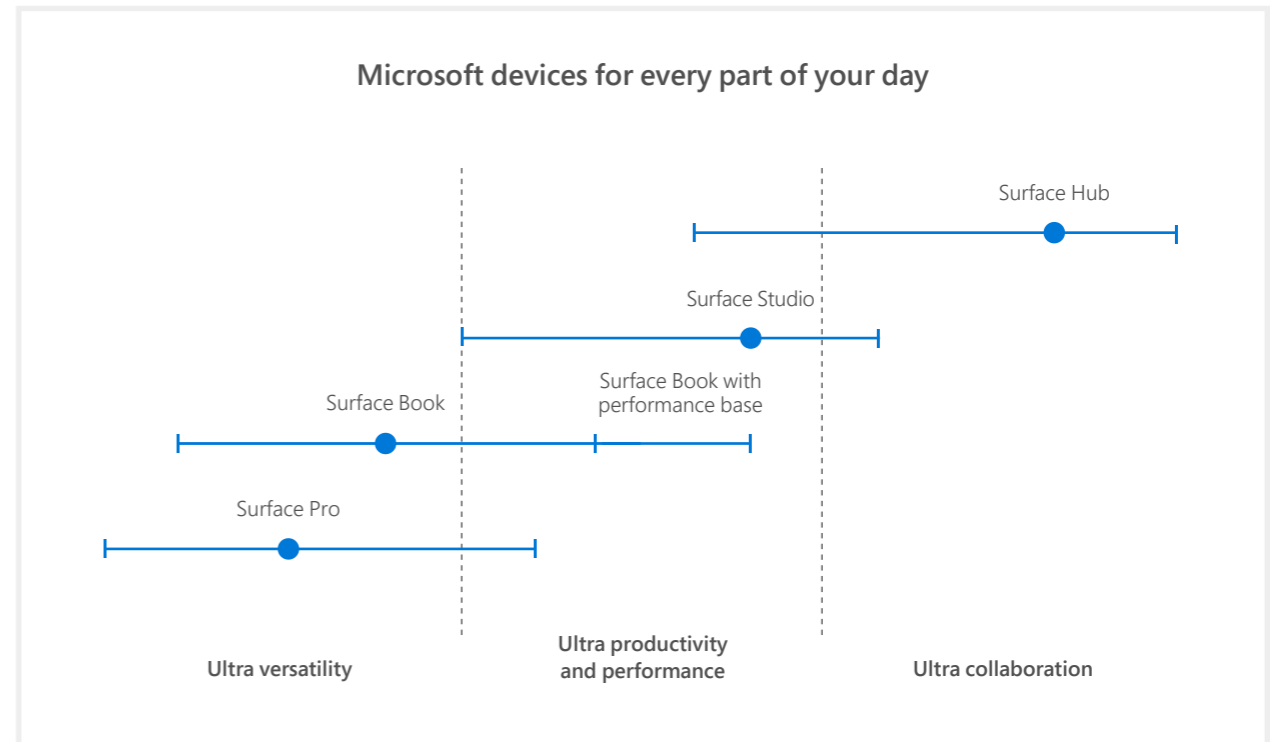 Microsoft devices for every part of your day
Surface Hub
Surface Studio
Surface Book with
performance base
Surface Book
Surface Pro
Ultra versatility
Ultra productivity
and performance
Ultra collaboration